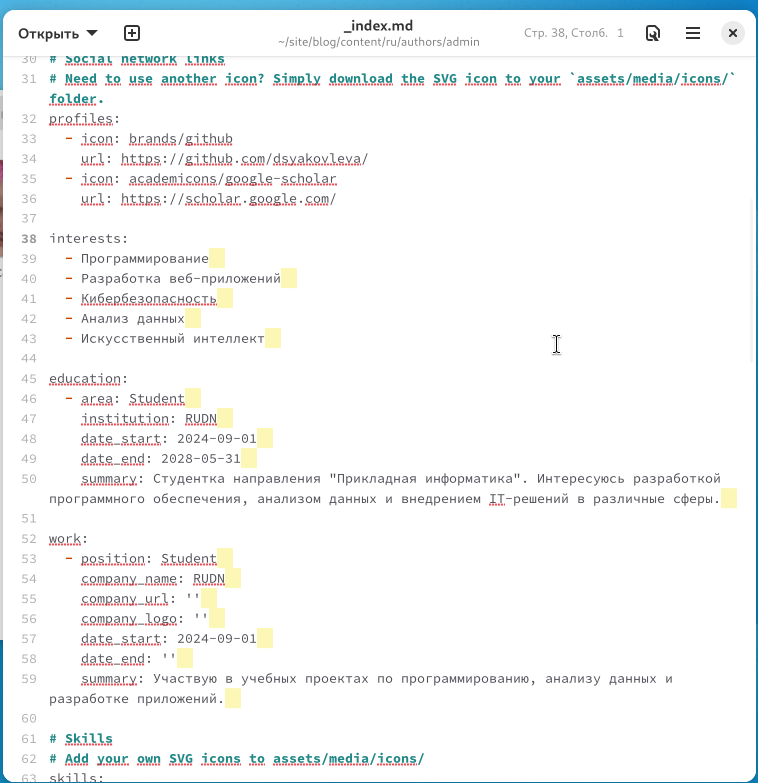 Открыть
_index.md
~/site/blog/content/ru/authors/admin
Стр. 38, Столб. 1
30 # Social network links
31 # Need to use another icon? Simply download the SVG icon to your `assets/media/icons/`
folder.
32 profiles:
33   - icon: brands/github
34     url: https://github.com/dsyakovleva/
35   - icon: academicons/google-scholar
36     url: https://scholar.google.com/
37
38 interests:
39   - Программирование
40   - Разработка веб-приложений
41   - Кибербезопасность
42   - Анализ данных
43   - Искусственный интеллект
44
45 education:
46   - area: Student
47     institution: RUDN
48     date_start: 2024-09-01
49     date_end: 2028-05-31
50     summary: Студентка направления "Прикладная информатика". Интересуюсь разработкой
программного обеспечения, анализом данных и внедрением IT-решений в различные сферы.
51
52 work:
53   - position: Student
54     company_name: RUDN
55     company_url: ''
56     company_logo: ''
57     date_start: 2024-09-01
58     date_end: ''
59     summary: Участвую в учебных проектах по программированию, анализу данных и
разработке приложений.
60
61 # Skills
62 # Add your own SVG icons to assets/media/icons/
63 skills: